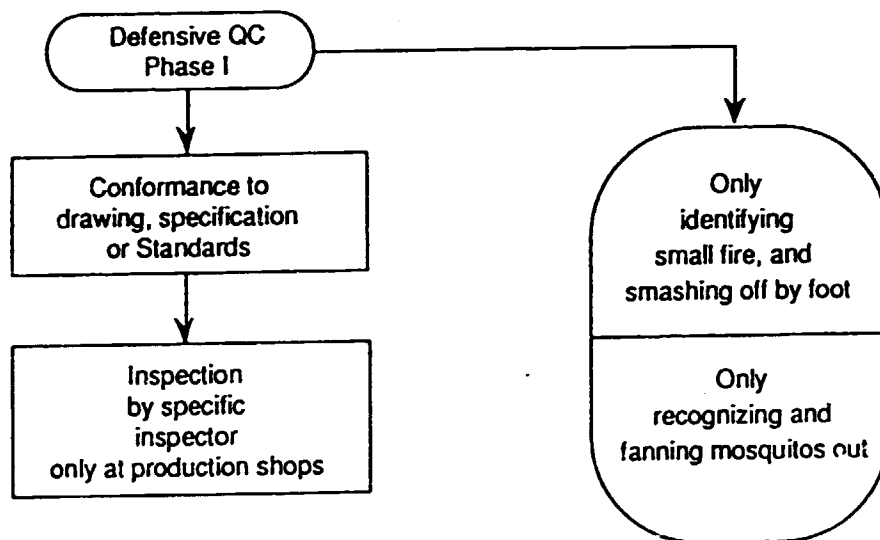 Defensive QC
Phase I
Conformance to
drawing, specification
or Standards
Inspection
by specific
inspector
only at production shops
Only
identifying
small fire, and
smashing off by foot
Only
recognizing and
fanning mosquitos out